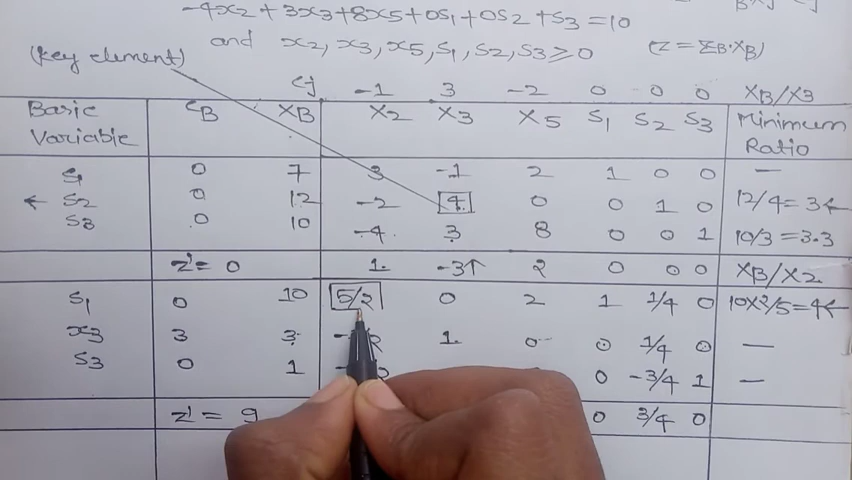 -4x2 + 3x3 + 8x5 + 0S1 + 0S2 + S3 = 10
and x2, x3, x5, S1, S2, S3 ≥ 0 (Z = ΣB·XB)
(Key element)
Cj -1 3 -2 0 0 0 XB/X3
Basic Variable CB XB X2 X3 X5 S1 S2 S3 Minimum Ratio
S1 0 7 3 -1 2 1 0 0 —
← S2 0 12 -2 4 0 0 1 0 12/4 = 3 ←
S3 0 10 -4 3 8 0 0 1 10/3 = 3.3
Z' = 0 1 -3↑ 2 0 0 0 XB/X2
S1 0 10 5/2 0 2 1 1/4 0 10×2/5 = 4 ←
x3 3 3 1 0 0 1/4 0 —
S3 0 1 0 -3/4 1 —
Z' = 9 0 3/4 0